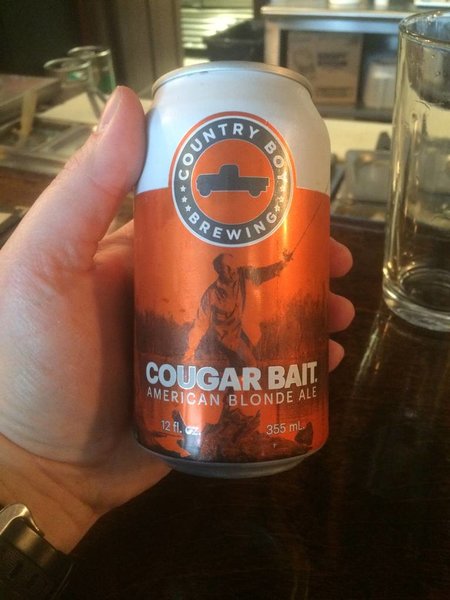 COUNTRY BOY
BREWING
COUGAR BAIT.
AMERICAN BLONDE ALE
12 fl. oz.
355 mL.